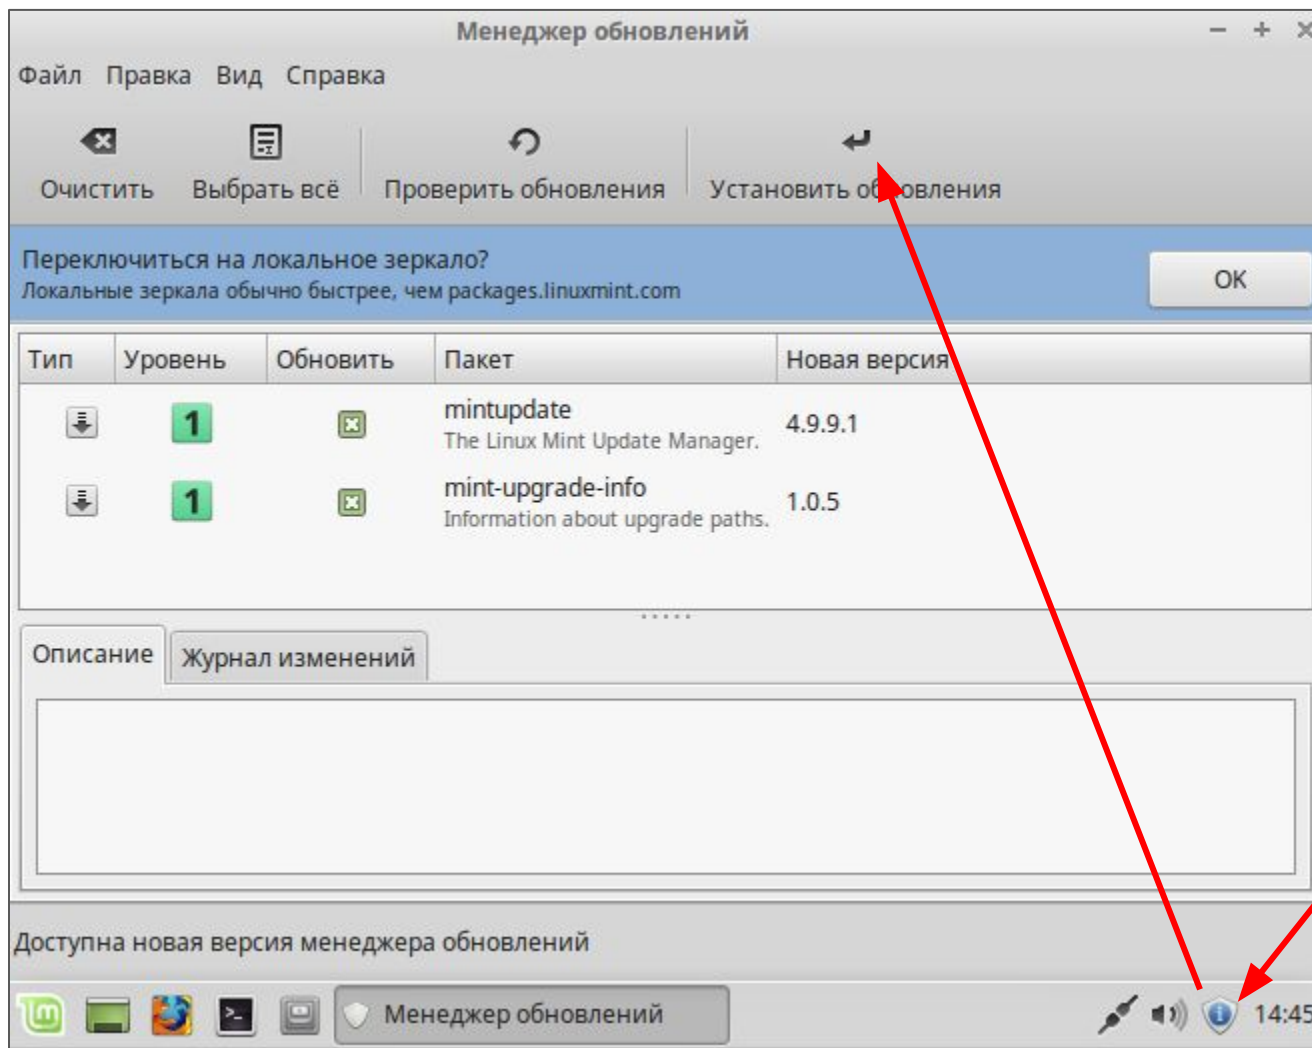 Менеджер обновлений
Файл Правка Вид Справка
Очистить Выбрать всё Проверить обновления Установить обновления
Переключиться на локальное зеркало?
Локальные зеркала обычно быстрее, чем packages.linuxmint.com
OK
Тип Уровень Обновить Пакет Новая версия
1 mintupdate 4.9.9.1
The Linux Mint Update Manager.
1 mint-upgrade-info 1.0.5
Information about upgrade paths.
Описание Журнал изменений
Доступна новая версия менеджера обновлений
Менеджер обновлений 14:45